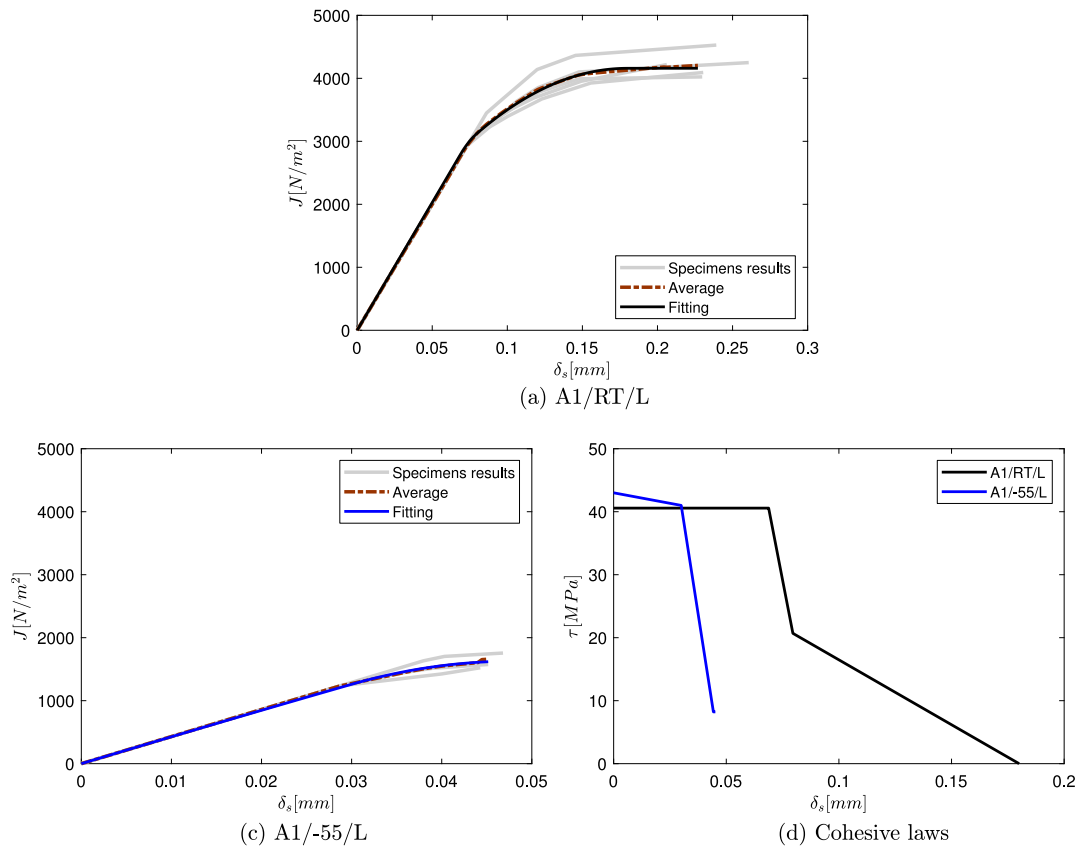 5000
4000
3000
2000
1000
0
J[N/m²]
Specimens results
Average
Fitting
0 0.05 0.1 0.15 0.2 0.25 0.3
δₛ[mm]
(a) A1/RT/L
5000
4000
3000
2000
1000
0
J[N/m²]
Specimens results
Average
Fitting
0 0.01 0.02 0.03 0.04 0.05
δₛ[mm]
(c) A1/-55/L
50
40
30
20
10
0
τ[MPa]
A1/RT/L
A1/-55/L
0 0.05 0.1 0.15 0.2
δₛ[mm]
(d) Cohesive laws